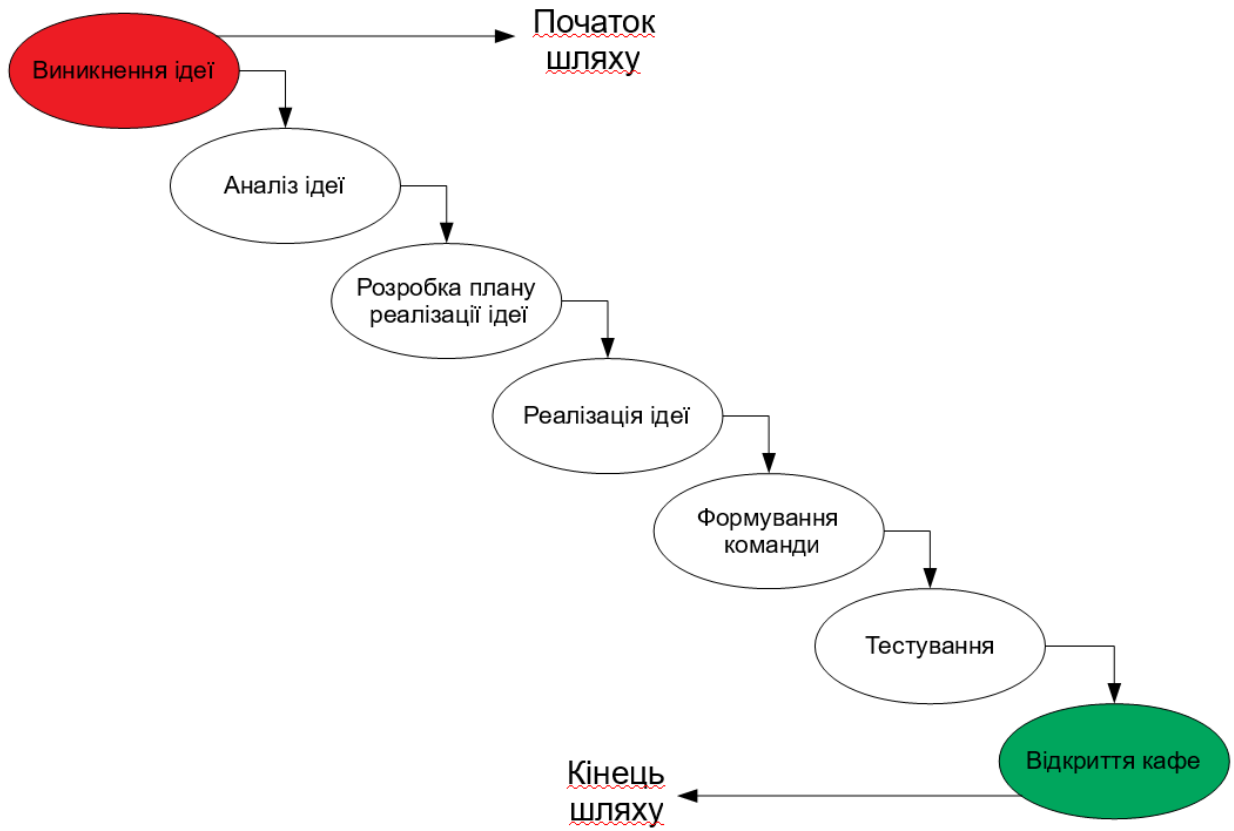 Початок
шляху
Виникнення ідеї
Аналіз ідеї
Розробка плану
реалізації ідеї
Реалізація ідеї
Формування
команди
Тестування
Відкриття кафе
Кінець
шляху